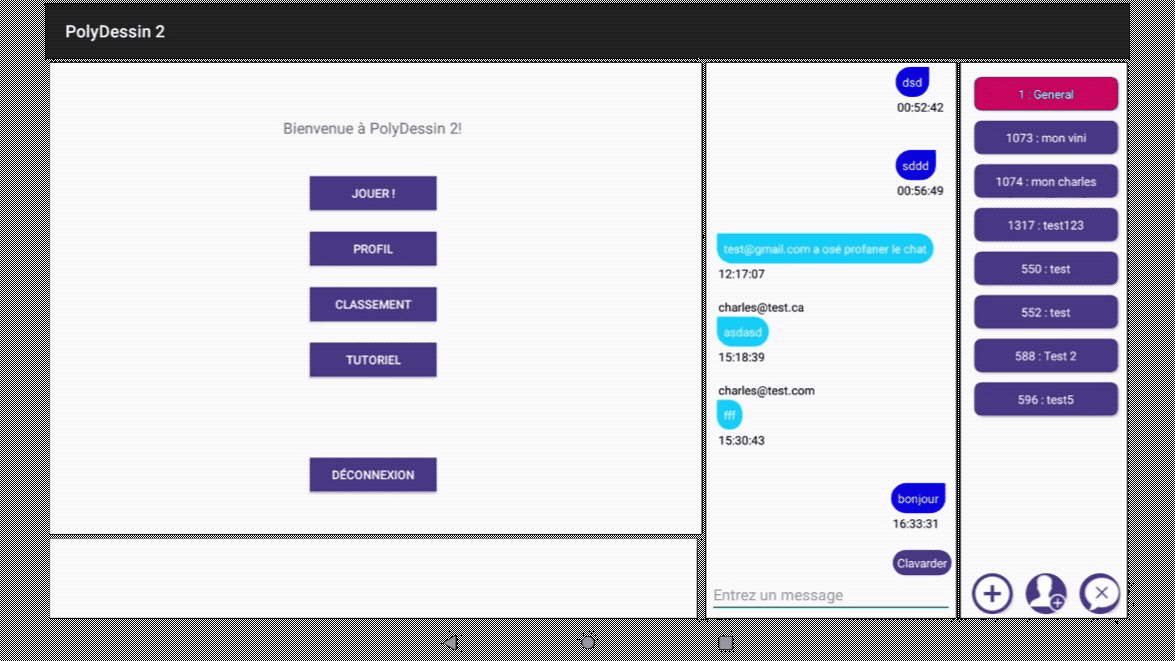 PolyDessin 2
Bienvenue à PolyDessin 2!
JOUER !
PROFIL
CLASSEMENT
TUTORIEL
DÉCONNEXION
dsd
00:52:42
sddd
00:56:49
test@gmail.com a osé profaner le chat
12:17:07
charles@test.ca
asdasd
15:18:39
charles@test.com
fff
15:30:43
bonjour
16:33:31
Clavarder
Entrez un message
1 : General
1073 : mon vini
1074 : mon charles
1317 : test123
550 : test
552 : test
588 : Test 2
596 : test5